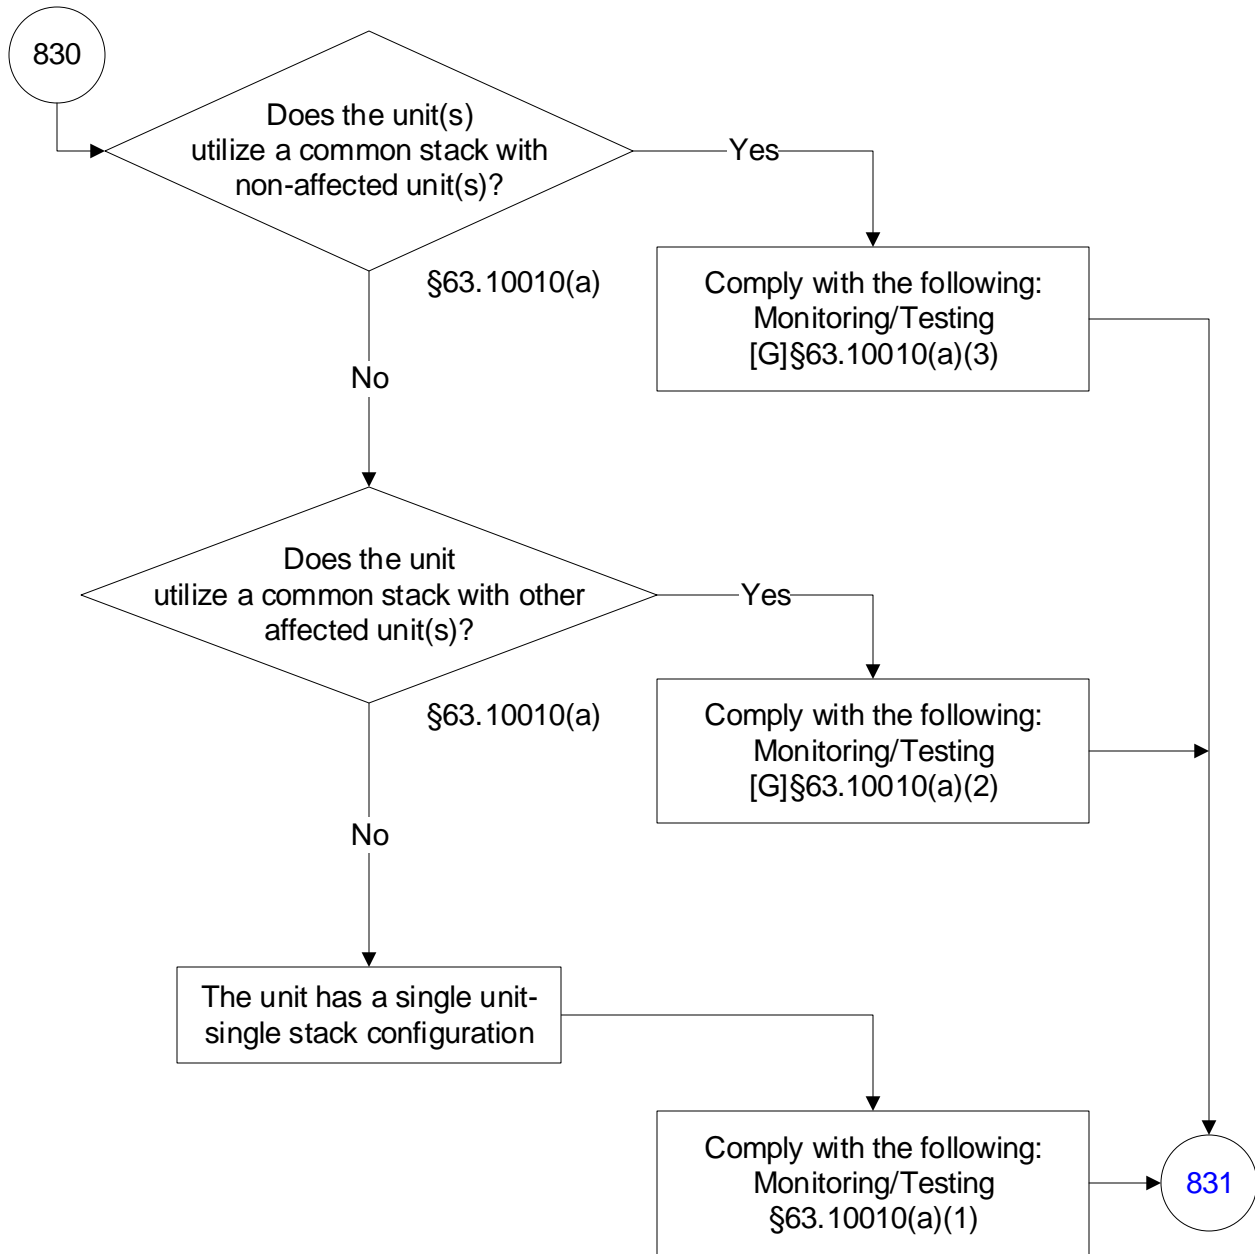 830
Does the unit(s)
utilize a common stack with
non-affected unit(s)?
Yes
§63.10010(a)
Comply with the following:
Monitoring/Testing
[G]§63.10010(a)(3)
No
Does the unit
utilize a common stack with other
affected unit(s)?
Yes
§63.10010(a)
Comply with the following:
Monitoring/Testing
[G]§63.10010(a)(2)
No
The unit has a single unit-
single stack configuration
Comply with the following:
Monitoring/Testing
§63.10010(a)(1)
831